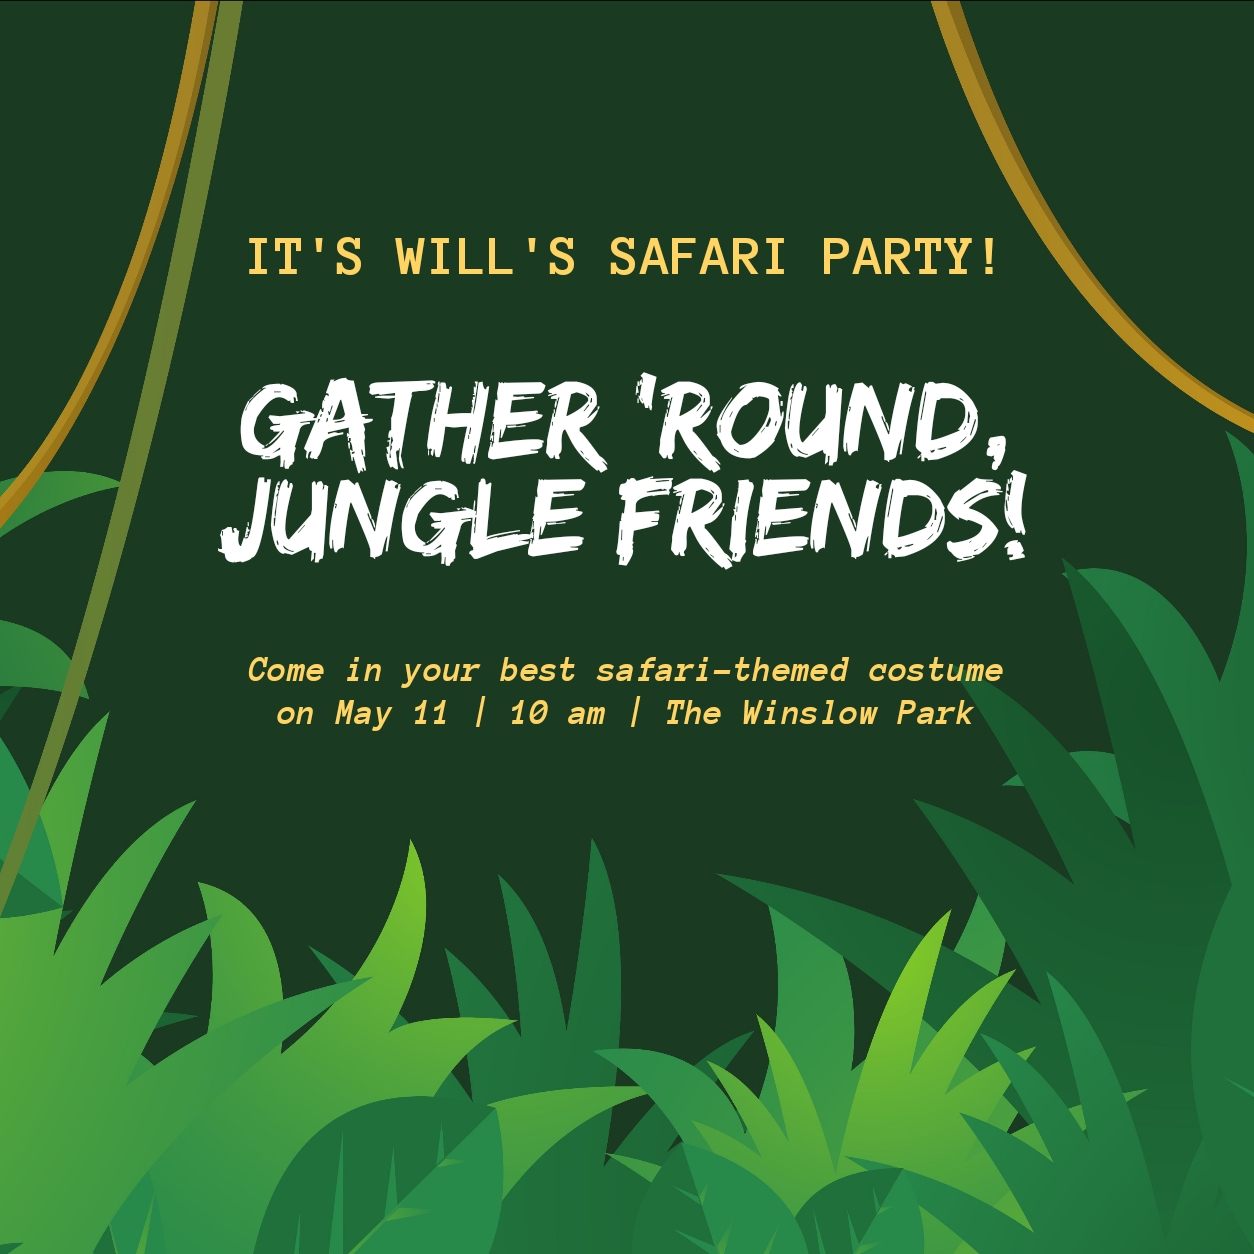 IT'S WILL'S SAFARI PARTY!
GATHER 'ROUND,
JUNGLE FRIENDS!
Come in your best safari-themed costume
on May 11 | 10 am | The Winslow Park